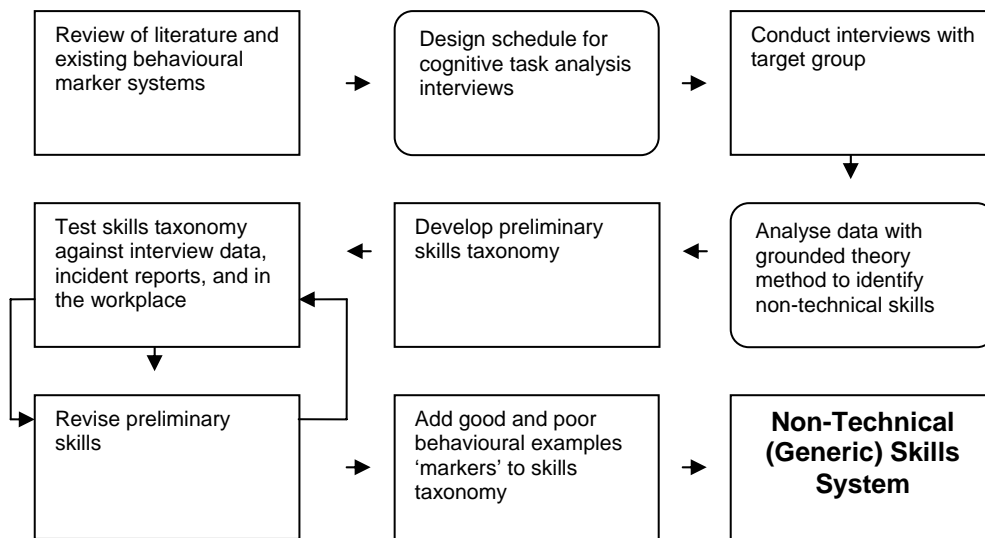 Review of literature and
existing behavioural
marker systems
Design schedule for
cognitive task analysis
interviews
Conduct interviews with
target group
Analyse data with
grounded theory
method to identify
non-technical skills
Develop preliminary
skills taxonomy
Test skills taxonomy
against interview data,
incident reports, and in
the workplace
Revise preliminary
skills
Add good and poor
behavioural examples
‘markers’ to skills
taxonomy
Non-Technical
(Generic) Skills
System